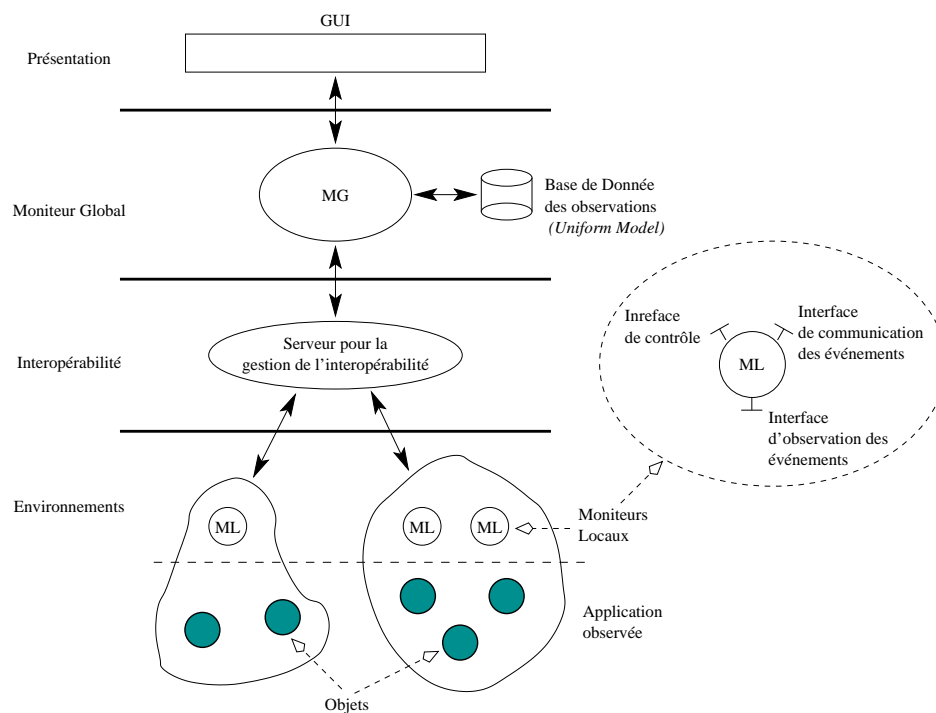 GUI
Présentation
MG
Moniteur Global
Base de Donnée
des observations
(Uniform Model)
Interopérabilité
Serveur pour la
gestion de l'interopérabilité
Inreface
de contrôle
Interface
de communication
des événements
ML
Interface
d'observation des
événements
Environnements
ML
ML
ML
Moniteurs
Locaux
Application
observée
Objets